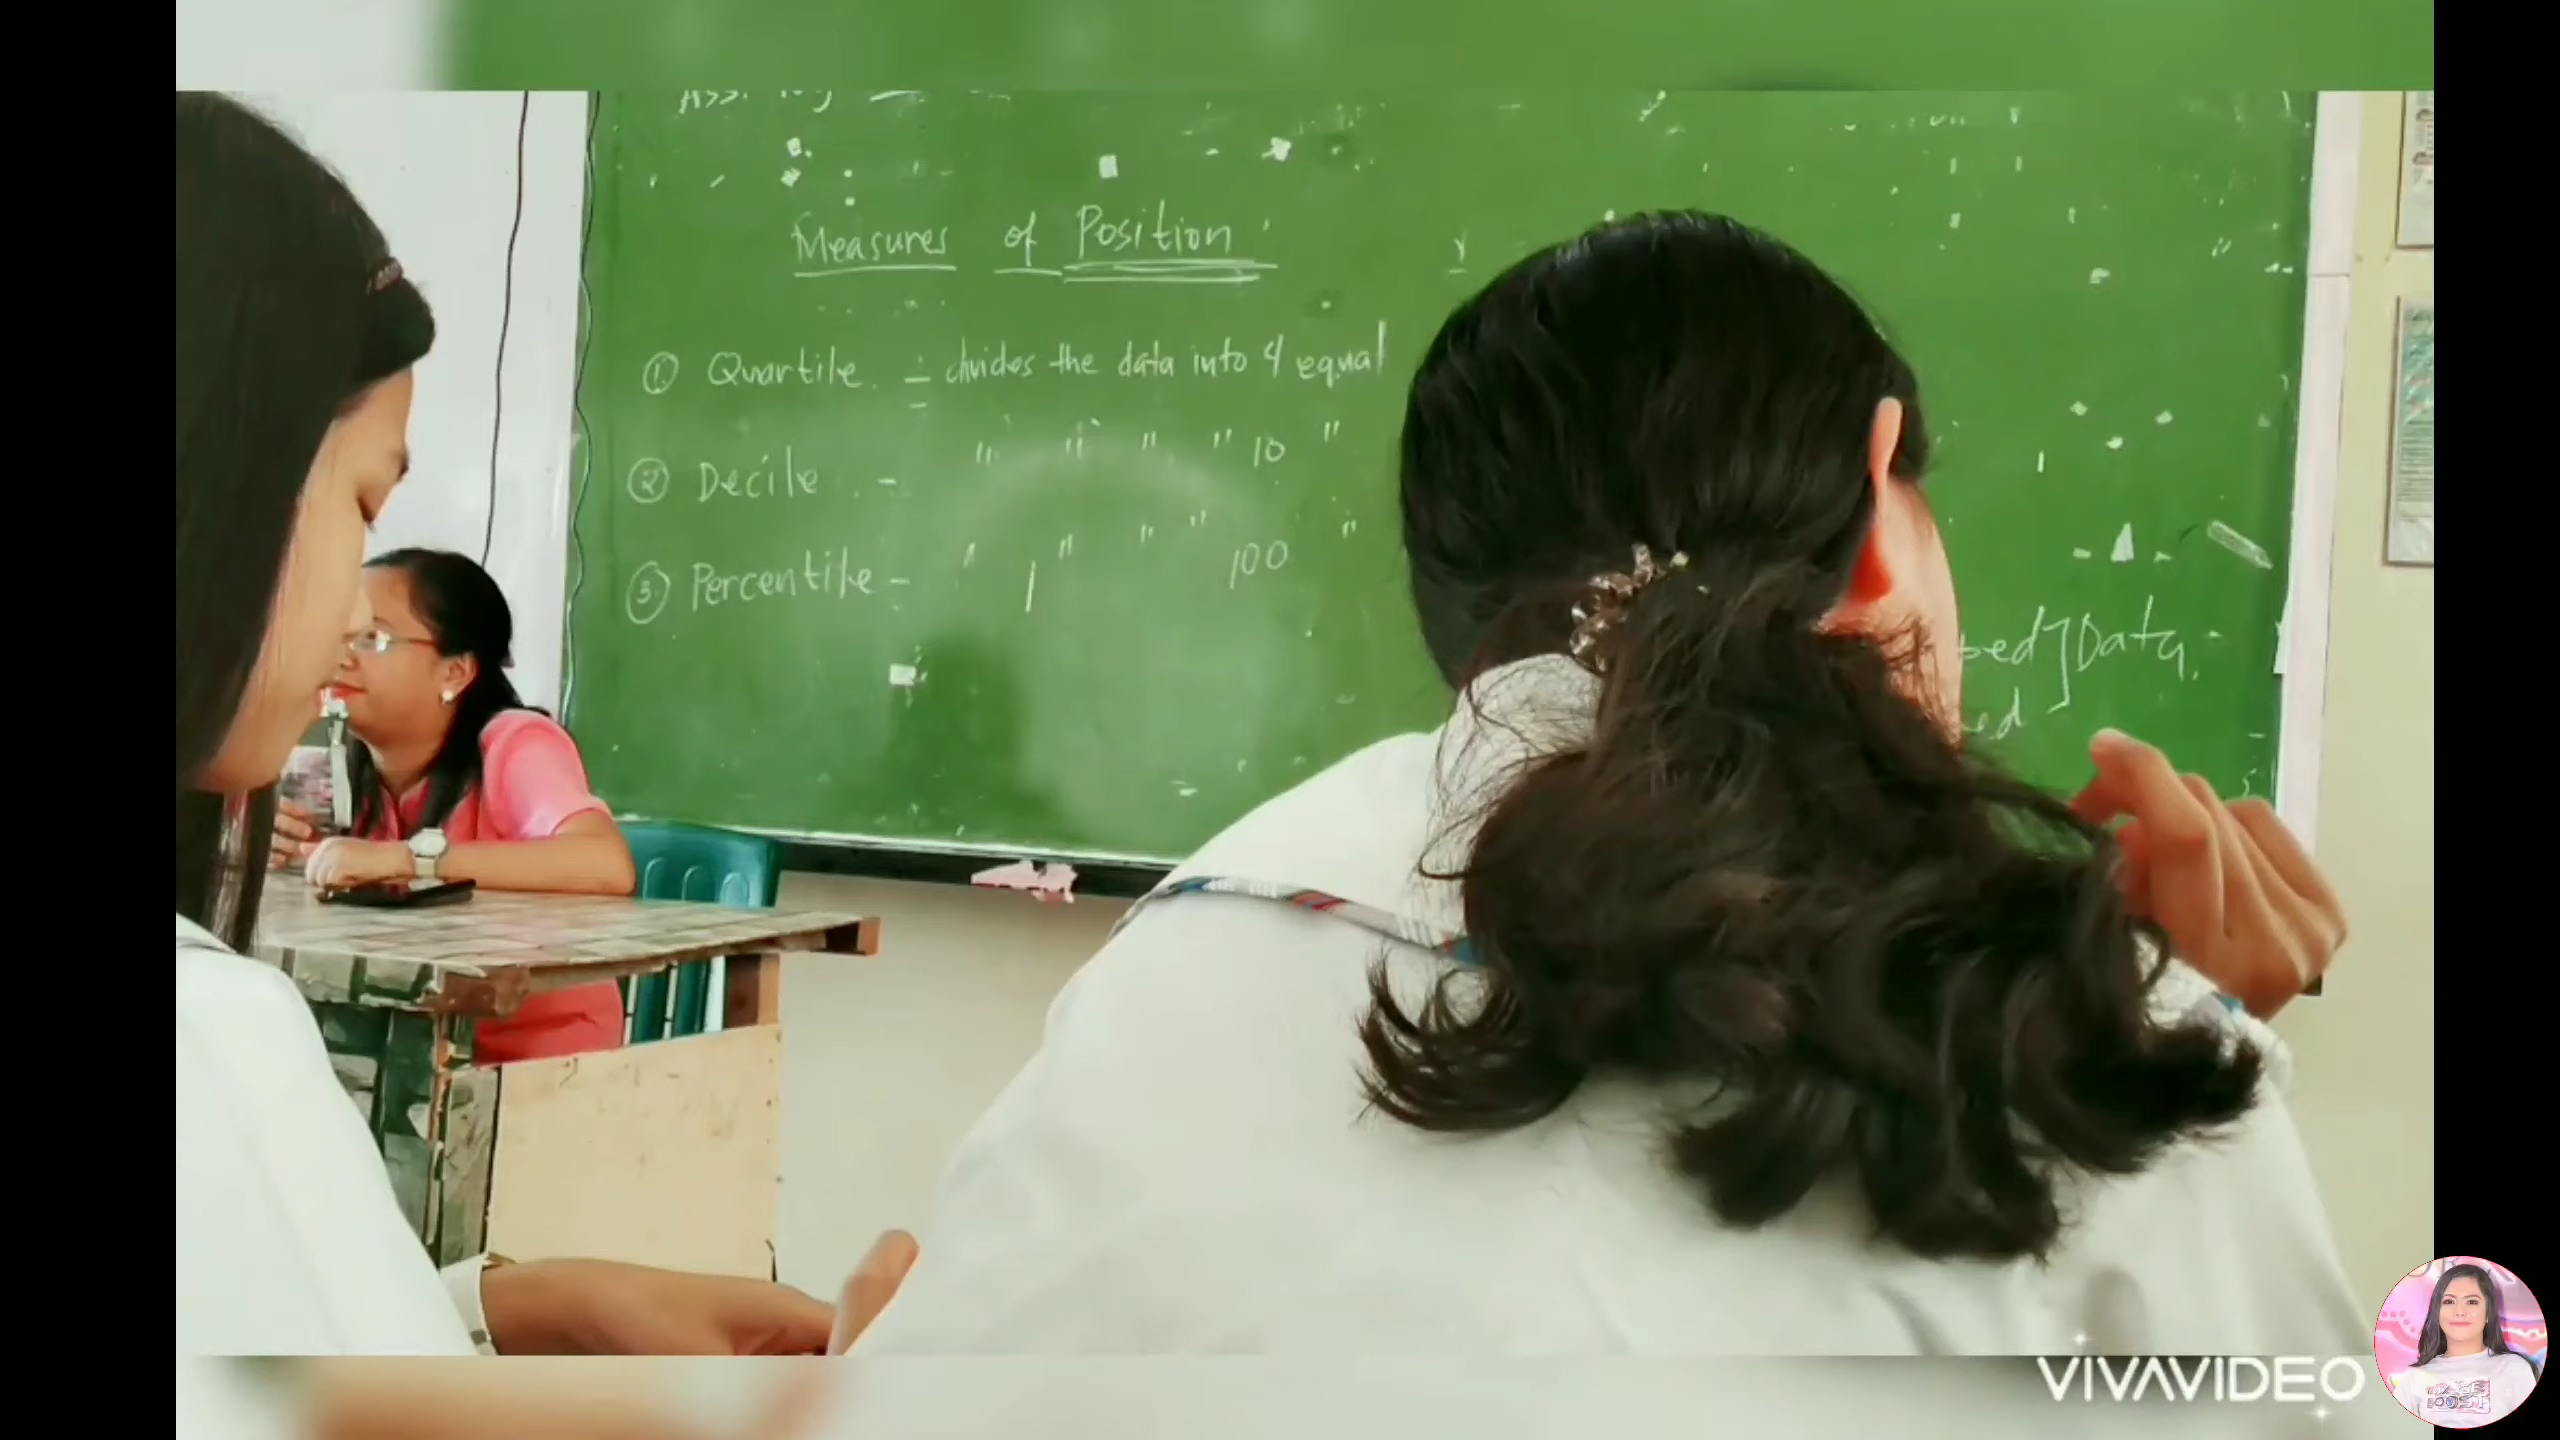 Measures of Position
① Quartile - divides the data into 4 equal
② Decile - " " " " 10 "
③ Percentile - " " " " 100 "
] Data
VIVAVIDEO